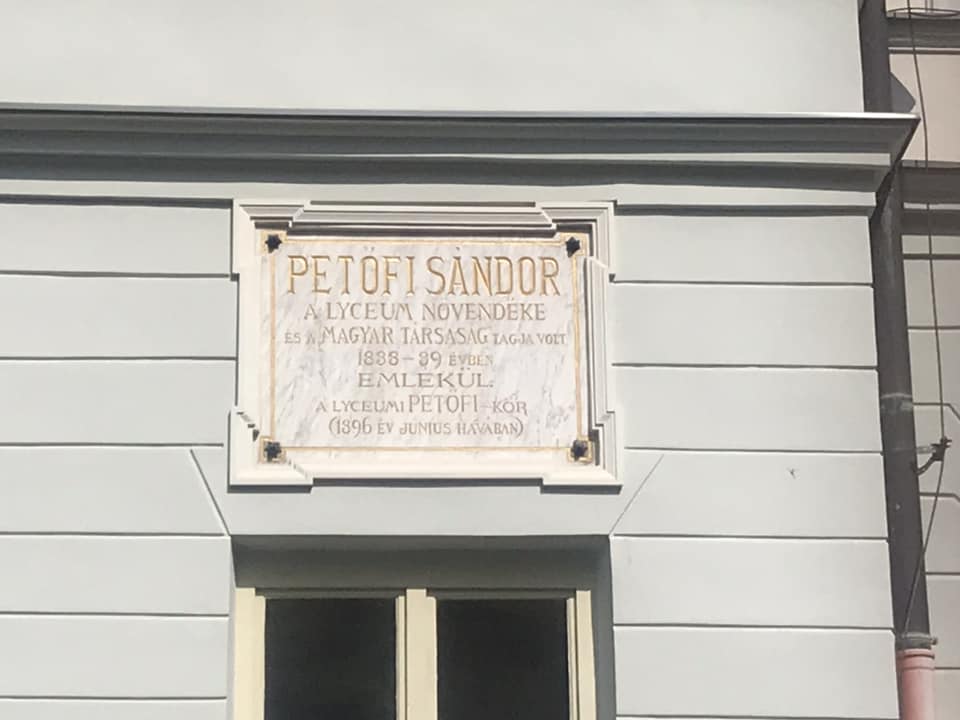 PETŐFI SÁNDOR
A LYCEUM NÖVENDÉKE
ÉS A MAGYAR TÁRSASÁG TAGJA VOLT
1838-39 ÉVBEN
EMLÉKÜL.
A LYCEUMI PETŐFI-KÖR
(1896 ÉV JUNIUS HAVÁBAN)